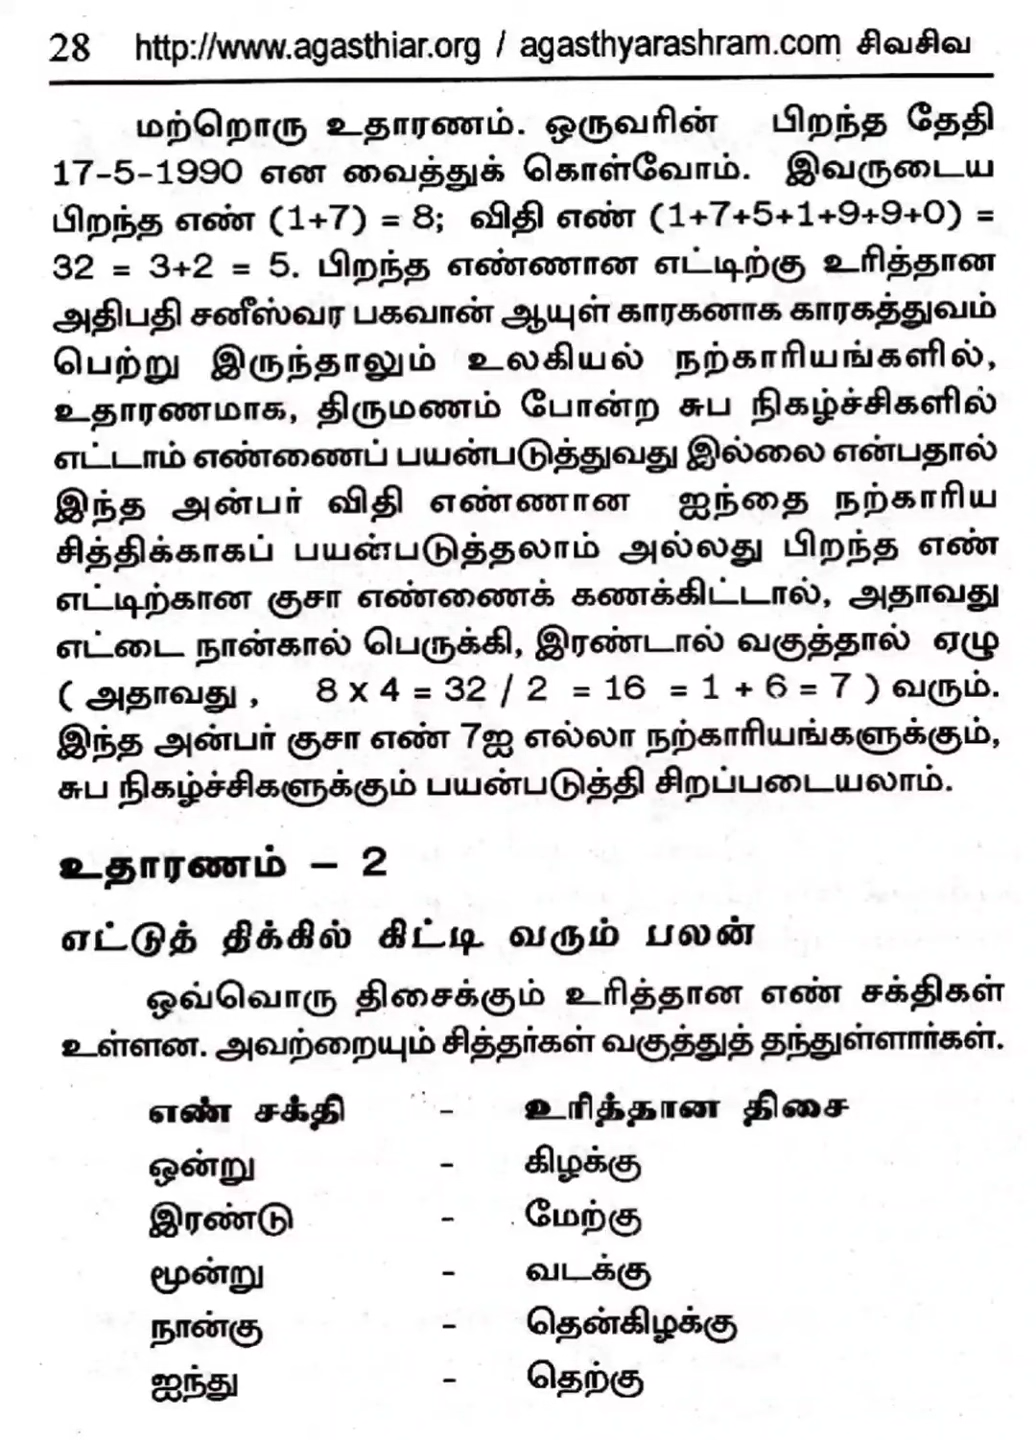 28 http://www.agasthiar.org / agasthyarashram.com சிவசிவ
மற்றொரு உதாரணம். ஒருவரின் பிறந்த தேதி
17-5-1990 என வைத்துக் கொள்வோம். இவருடைய
பிறந்த எண் (1+7) = 8; விதி எண் (1+7+5+1+9+9+0) =
32 = 3+2 = 5. பிறந்த எண்ணான எட்டிற்கு உரித்தான
அதிபதி சனீஸ்வர பகவான் ஆயுள் காரகனாக காரகத்துவம்
பெற்று இருந்தாலும் உலகியல் நற்காரியங்களில்,
உதாரணமாக, திருமணம் போன்ற சுப நிகழ்ச்சிகளில்
எட்டாம் எண்ணைப் பயன்படுத்துவது இல்லை என்பதால்
இந்த அன்பர் விதி எண்ணான ஐந்தை நற்காரிய
சித்திக்காகப் பயன்படுத்தலாம் அல்லது பிறந்த எண்
எட்டிற்கான குசா எண்ணைக் கணக்கிட்டால், அதாவது
எட்டை நான்கால் பெருக்கி, இரண்டால் வகுத்தால் ஏழு
( அதாவது , 8 x 4 = 32 / 2 = 16 = 1 + 6 = 7 ) வரும்.
இந்த அன்பர் குசா எண் 7ஐ எல்லா நற்காரியங்களுக்கும்,
சுப நிகழ்ச்சிகளுக்கும் பயன்படுத்தி சிறப்படையலாம்.
உதாரணம் – 2
எட்டுத் திக்கில் கிட்டி வரும் பலன்
ஒவ்வொரு திசைக்கும் உரித்தான எண் சக்திகள்
உள்ளன. அவற்றையும் சித்தர்கள் வகுத்துத் தந்துள்ளார்கள்.
எண் சக்தி - உரித்தான திசை
ஒன்று - கிழக்கு
இரண்டு - மேற்கு
மூன்று - வடக்கு
நான்கு - தென்கிழக்கு
ஐந்து - தெற்கு